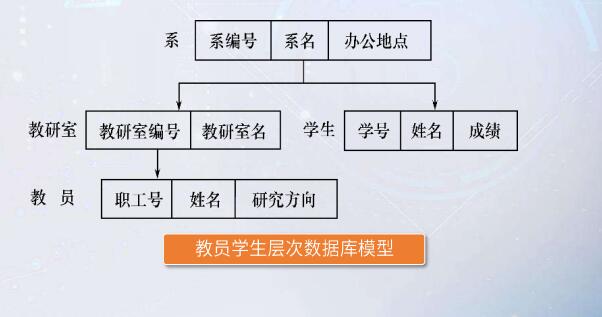 系 系编号 系名 办公地点
教研室 教研室编号 教研室名 学生 学号 姓名 成绩
教 员 职工号 姓名 研究方向
教员学生层次数据库模型